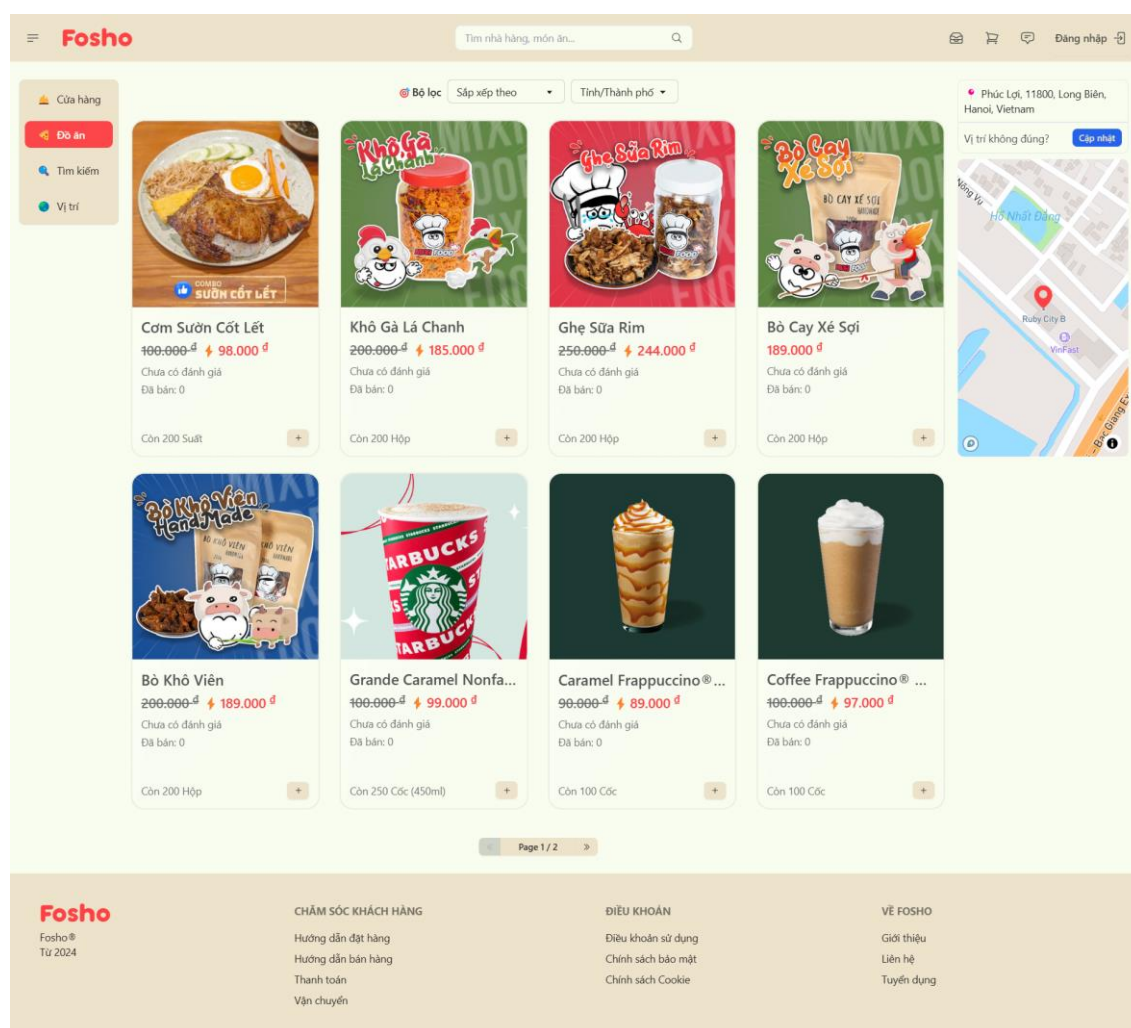 Fosho
Tìm nhà hàng, món ăn...
Đăng nhập
Cửa hàng
Đồ ăn
Tìm kiếm
Vị trí
Bộ lọc
Sắp xếp theo
Tỉnh/Thành phố
Phúc Lợi, 11800, Long Biên,
Hanoi, Vietnam
Vị trí không đúng?
Cập nhật
Nông Vụ
Hồ Nhất Đẳng
Ruby City B
VinFast
Bac Giang Ex
COMBO
SƯỜN CỐT LẾT
Cơm Sườn Cốt Lết
100.000 đ 98.000 đ
Chưa có đánh giá
Đã bán: 0
Còn 200 Suất
+
Khô Gà
Lá Chanh
FOOD
Khô Gà Lá Chanh
200.000 đ 185.000 đ
Chưa có đánh giá
Đã bán: 0
Còn 200 Hộp
+
Ghẹ Sữa Rim
FOOD
Ghẹ Sữa Rim
250.000 đ 244.000 đ
Chưa có đánh giá
Đã bán: 0
Còn 200 Hộp
+
Bò Cay
Xé Sợi
BÒ CAY XÉ SỢI
HANDMADE
Bò Cay Xé Sợi
189.000 đ
Chưa có đánh giá
Đã bán: 0
Còn 200 Hộp
+
Bò Khô Viên
HandMade
BÒ KHÔ VIÊN
Bò Khô Viên
200.000 đ 189.000 đ
Chưa có đánh giá
Đã bán: 0
Còn 200 Hộp
+
STARBUCKS
Grande Caramel Nonfa...
100.000 đ 99.000 đ
Chưa có đánh giá
Đã bán: 0
Còn 250 Cốc (450ml)
+
Caramel Frappuccino® ...
90.000 đ 89.000 đ
Chưa có đánh giá
Đã bán: 0
Còn 100 Cốc
+
Coffee Frappuccino® ...
100.000 đ 97.000 đ
Chưa có đánh giá
Đã bán: 0
Còn 100 Cốc
+
« Page 1 / 2 »
Fosho
Fosho®
Từ 2024
CHĂM SÓC KHÁCH HÀNG
Hướng dẫn đặt hàng
Hướng dẫn bán hàng
Thanh toán
Vận chuyển
ĐIỀU KHOẢN
Điều khoản sử dụng
Chính sách bảo mật
Chính sách Cookie
VỀ FOSHO
Giới thiệu
Liên hệ
Tuyển dụng